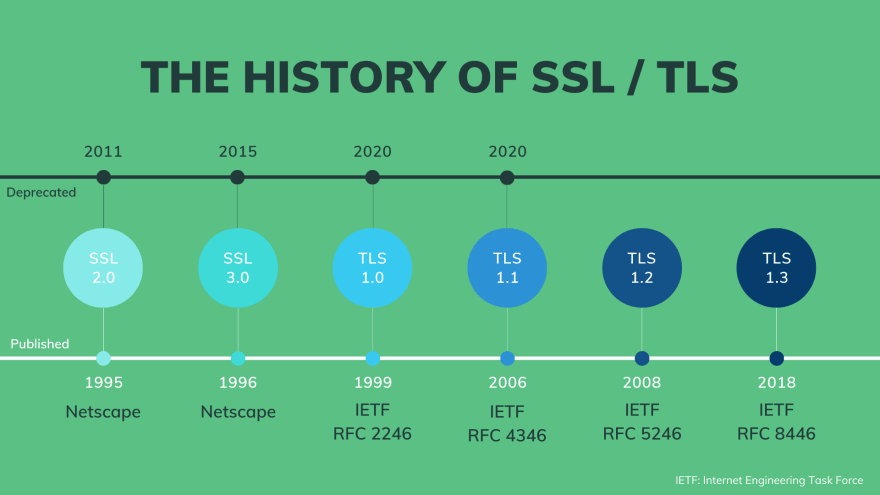 THE HISTORY OF SSL / TLS
2011 2015 2020 2020
Deprecated
SSL SSL TLS TLS TLS TLS
2.0 3.0 1.0 1.1 1.2 1.3
Published
1995 1996 1999 2006 2008 2018
Netscape Netscape IETF IETF IETF IETF
RFC 2246 RFC 4346 RFC 5246 RFC 8446
IETF: Internet Engineering Task Force